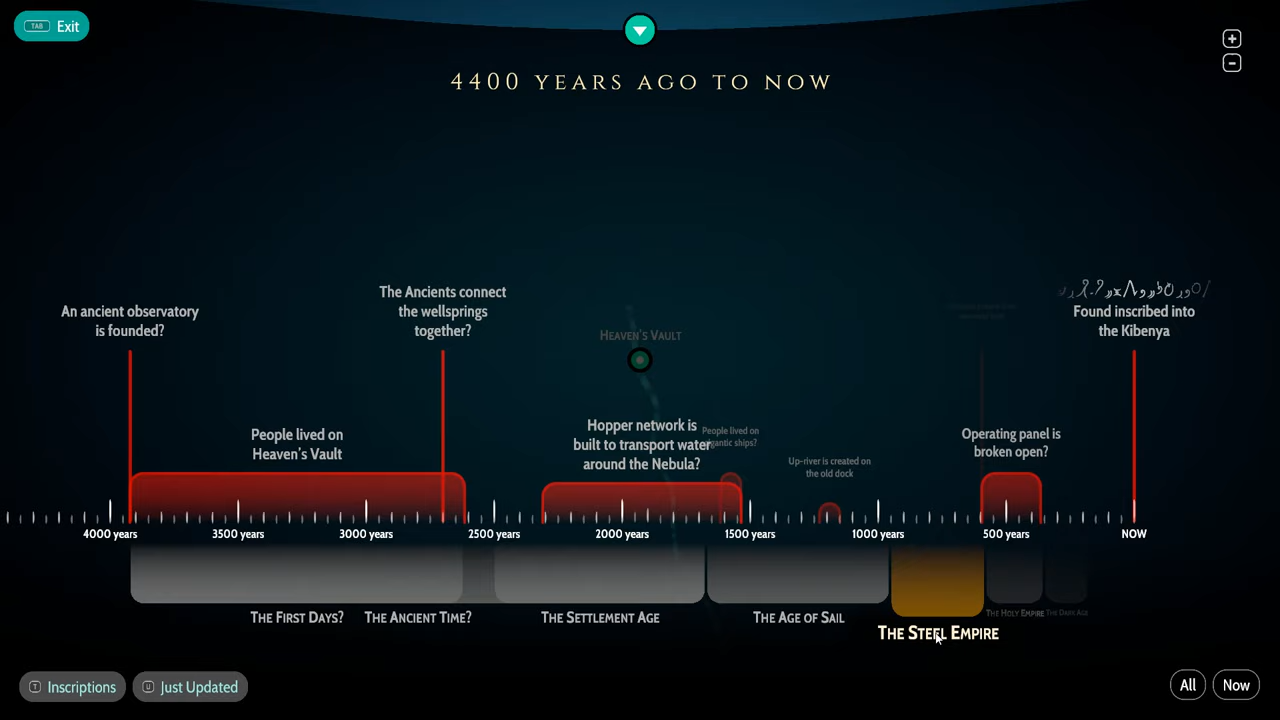 TAB Exit
+
-
4400 YEARS AGO TO NOW
An ancient observatory
is founded?
The Ancients connect
the wellsprings
together?
HEAVEN'S VAULT
Found inscribed into
the Kibenya
People lived on
Heaven's Vault
Hopper network is
built to transport water
around the Nebula?
People lived on
gigantic ships?
Up-river is created on
the old dock
Operating panel is
broken open?
4000 years
3500 years
3000 years
2500 years
2000 years
1500 years
1000 years
500 years
NOW
THE FIRST DAYS?
THE ANCIENT TIME?
THE SETTLEMENT AGE
THE AGE OF SAIL
THE STEEL EMPIRE
THE HOLY EMPIRE
THE DARK AGE
T Inscriptions
U Just Updated
All
Now